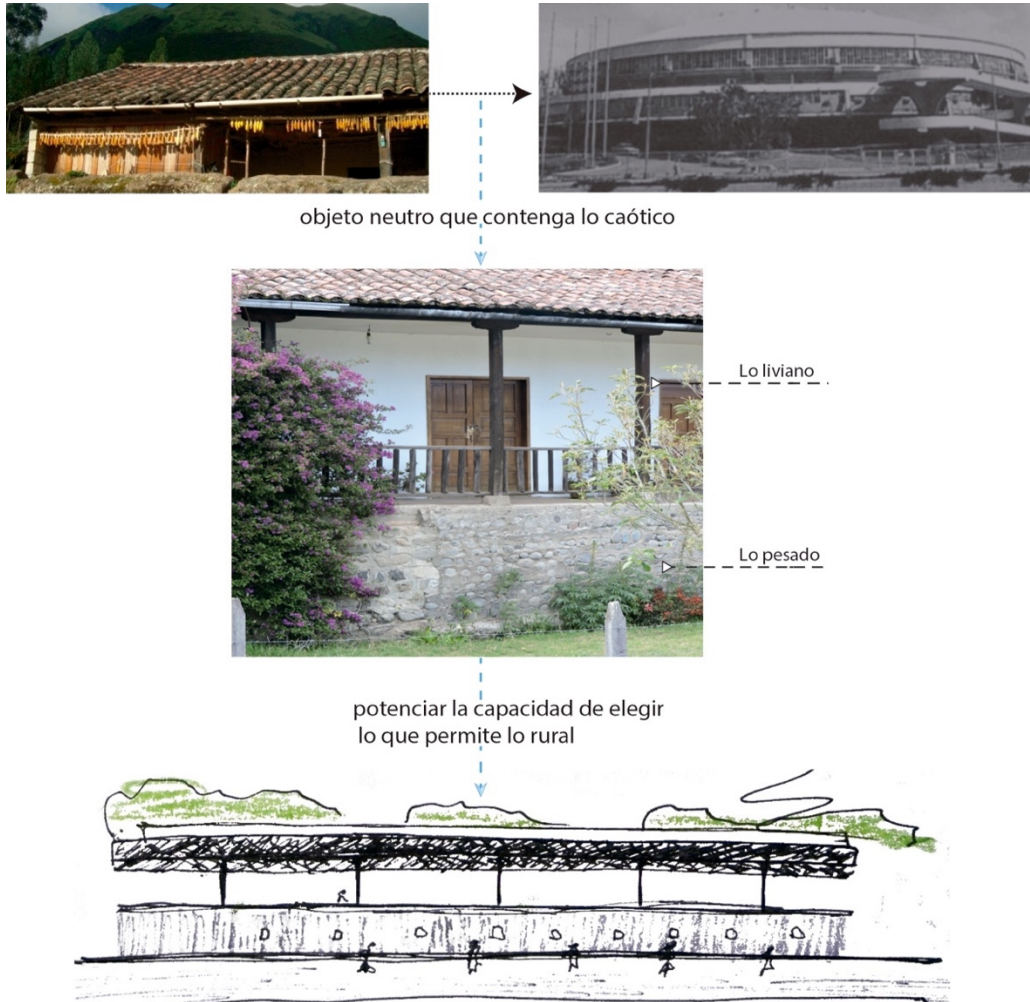 objeto neutro que contenga lo caótico
Lo liviano
Lo pesado
potenciar la capacidad de elegir
lo que permite lo rural